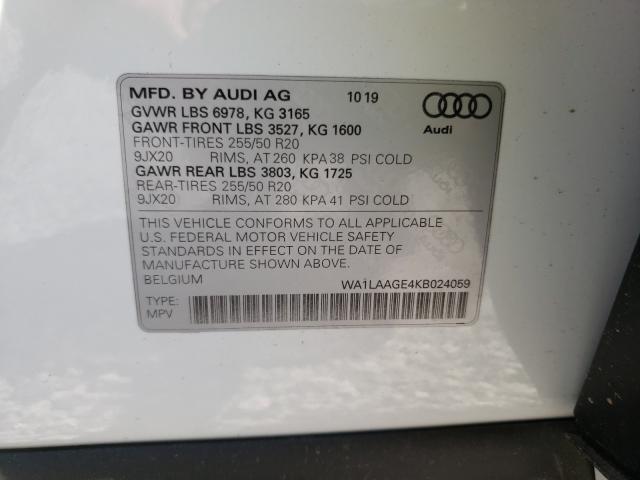 MFD. BY AUDI AG 10 19
GVWR LBS 6978, KG 3165
GAWR FRONT LBS 3527, KG 1600
FRONT-TIRES 255/50 R20
9JX20 RIMS, AT 260 KPA 38 PSI COLD
GAWR REAR LBS 3803, KG 1725
REAR-TIRES 255/50 R20
9JX20 RIMS, AT 280 KPA 41 PSI COLD
Audi
THIS VEHICLE CONFORMS TO ALL APPLICABLE
U.S. FEDERAL MOTOR VEHICLE SAFETY
STANDARDS IN EFFECT ON THE DATE OF
MANUFACTURE SHOWN ABOVE.
BELGIUM WA1LAAGE4KB024059
TYPE:
MPV